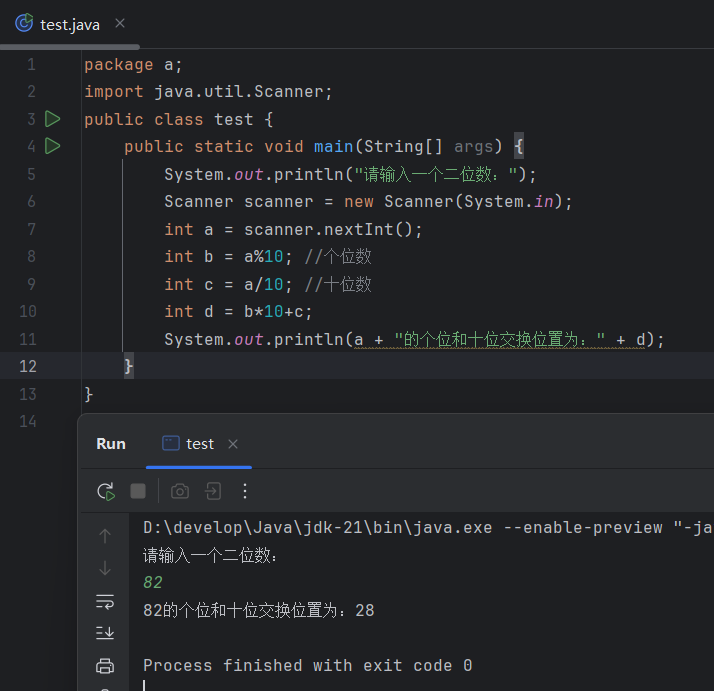 test.java
1 package a;
2 import java.util.Scanner;
3 public class test {
4     public static void main(String[] args) {
5         System.out.println("请输入一个二位数：");
6         Scanner scanner = new Scanner(System.in);
7         int a = scanner.nextInt();
8         int b = a%10; //个位数
9         int c = a/10; //十位数
10         int d = b*10+c;
11         System.out.println(a + "的个位和十位交换位置为：" + d);
12     }
13 }
14
Run test
D:\develop\Java\jdk-21\bin\java.exe --enable-preview "-ja
请输入一个二位数：
82
82的个位和十位交换位置为：28
Process finished with exit code 0